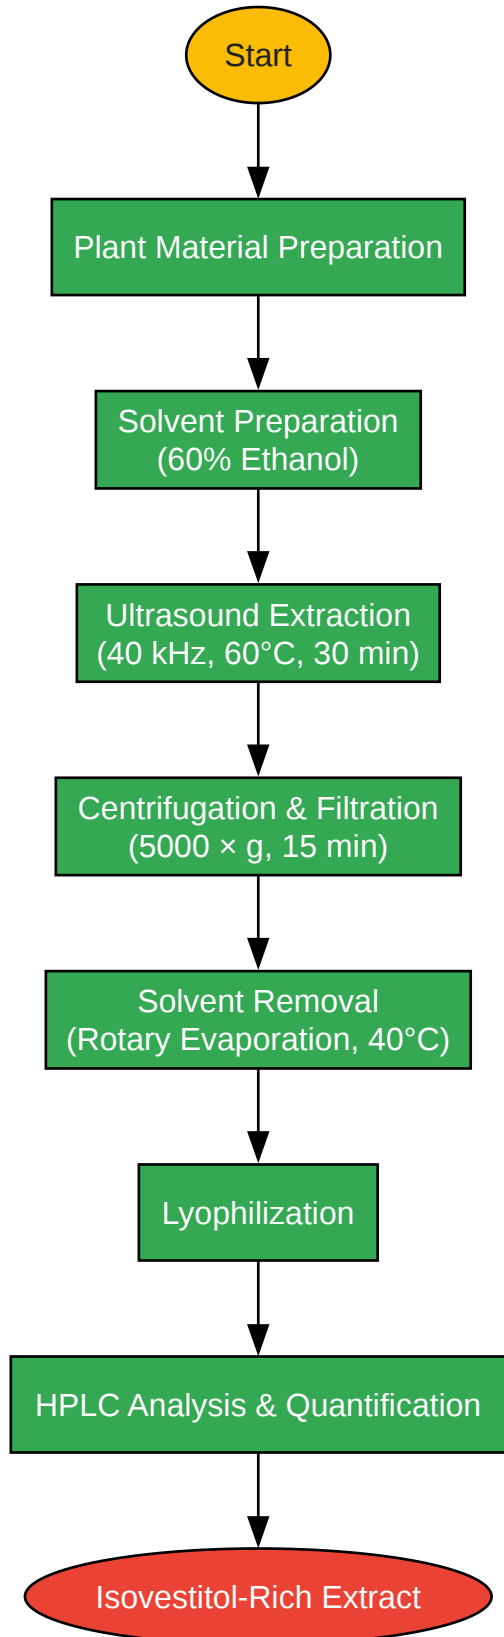 Start
Plant Material Preparation
Solvent Preparation
(60% Ethanol)
Ultrasound Extraction
(40 kHz, 60°C, 30 min)
Centrifugation & Filtration
(5000 × g, 15 min)
Solvent Removal
(Rotary Evaporation, 40°C)
Lyophilization
HPLC Analysis & Quantification
Isovestitol-Rich Extract